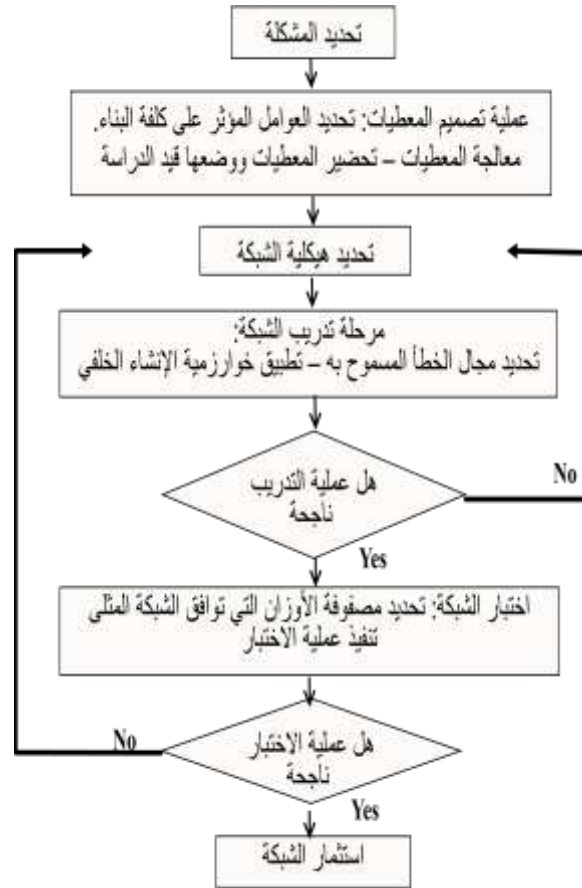 تحديد المشكلة
عملية تصميم المعطيات: تحديد العوامل المؤثر على كلفة البناء.
معالجة المعطيات – تحضير المعطيات ووضعها قيد الدراسة
تحديد هيكلية الشبكة
مرحلة تدريب الشبكة:
تحديد مجال الخطأ المسموح به – تطبيق خوارزمية الإنشاء الخلفي
هل عملية التدريب
ناجحة
No
Yes
اختبار الشبكة: تحديد مصفوفة الأوزان التي توافق الشبكة المثلى
تنفيذ عملية الاختبار
هل عملية الاختبار
ناجحة
No
Yes
استثمار الشبكة